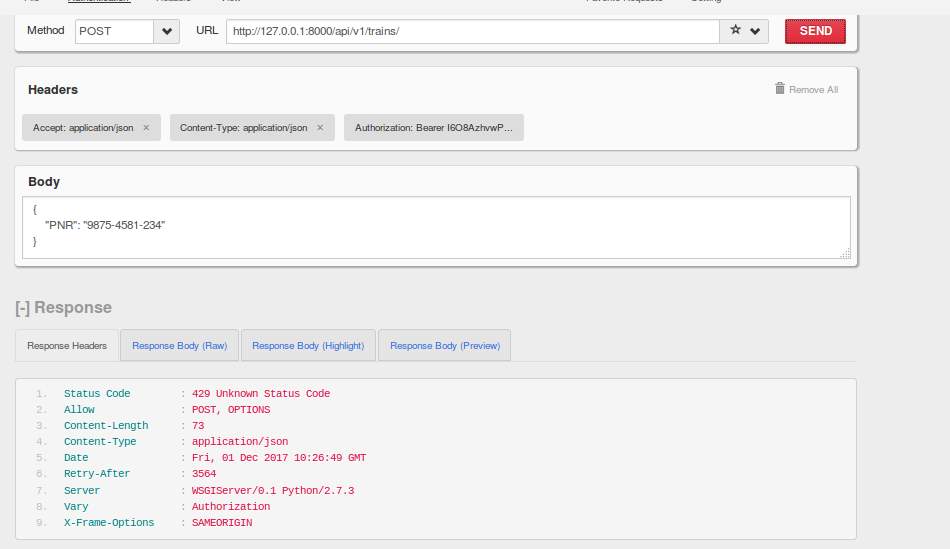 Method POST URL http://127.0.0.1:8000/api/v1/trains/ SEND
Headers Remove All
Accept: application/json × Content-Type: application/json × Authorization: Bearer I6O8AzhvwP...
Body
{
"PNR": "9875-4581-234"
}
[-] Response
Response Headers Response Body (Raw) Response Body (Highlight) Response Body (Preview)
1. Status Code : 429 Unknown Status Code
2. Allow : POST, OPTIONS
3. Content-Length : 73
4. Content-Type : application/json
5. Date : Fri, 01 Dec 2017 10:26:49 GMT
6. Retry-After : 3564
7. Server : WSGIServer/0.1 Python/2.7.3
8. Vary : Authorization
9. X-Frame-Options : SAMEORIGIN